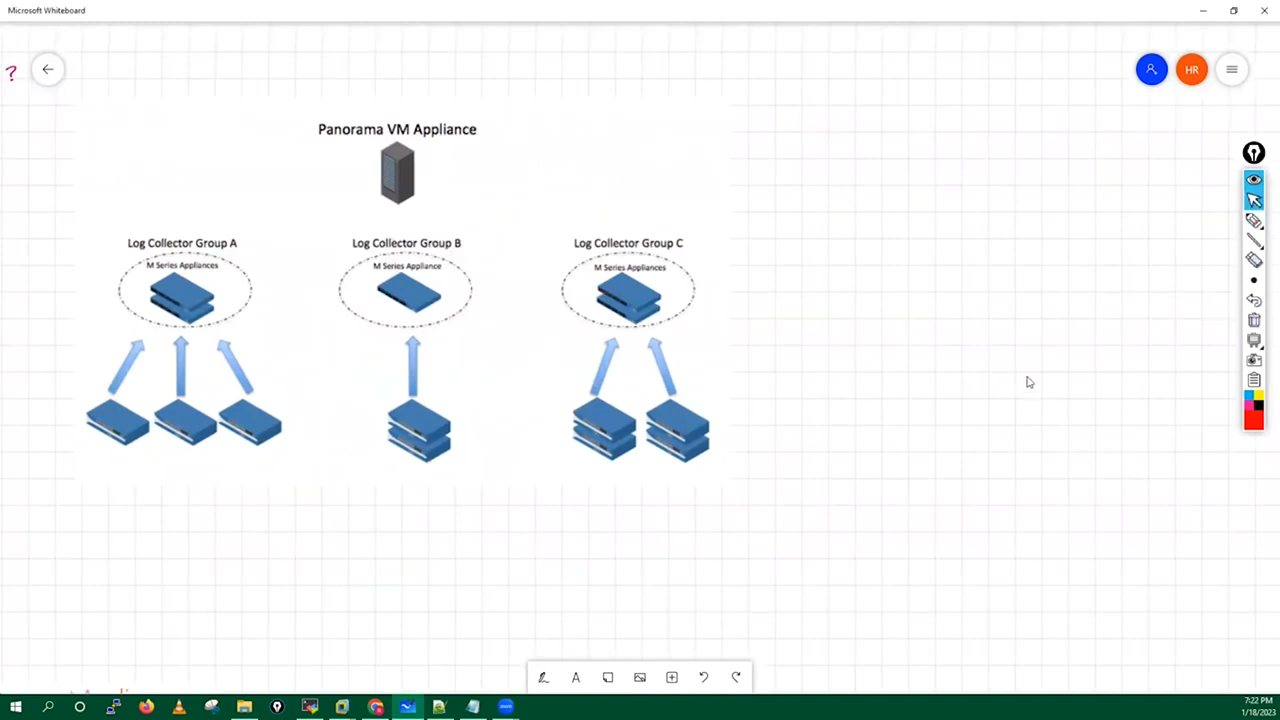 Microsoft Whiteboard
?
HR
Panorama VM Appliance
Log Collector Group A
Log Collector Group B
Log Collector Group C
M Series Appliances
M Series Appliance
M Series Appliances
A
7:22 PM
1/18/2023